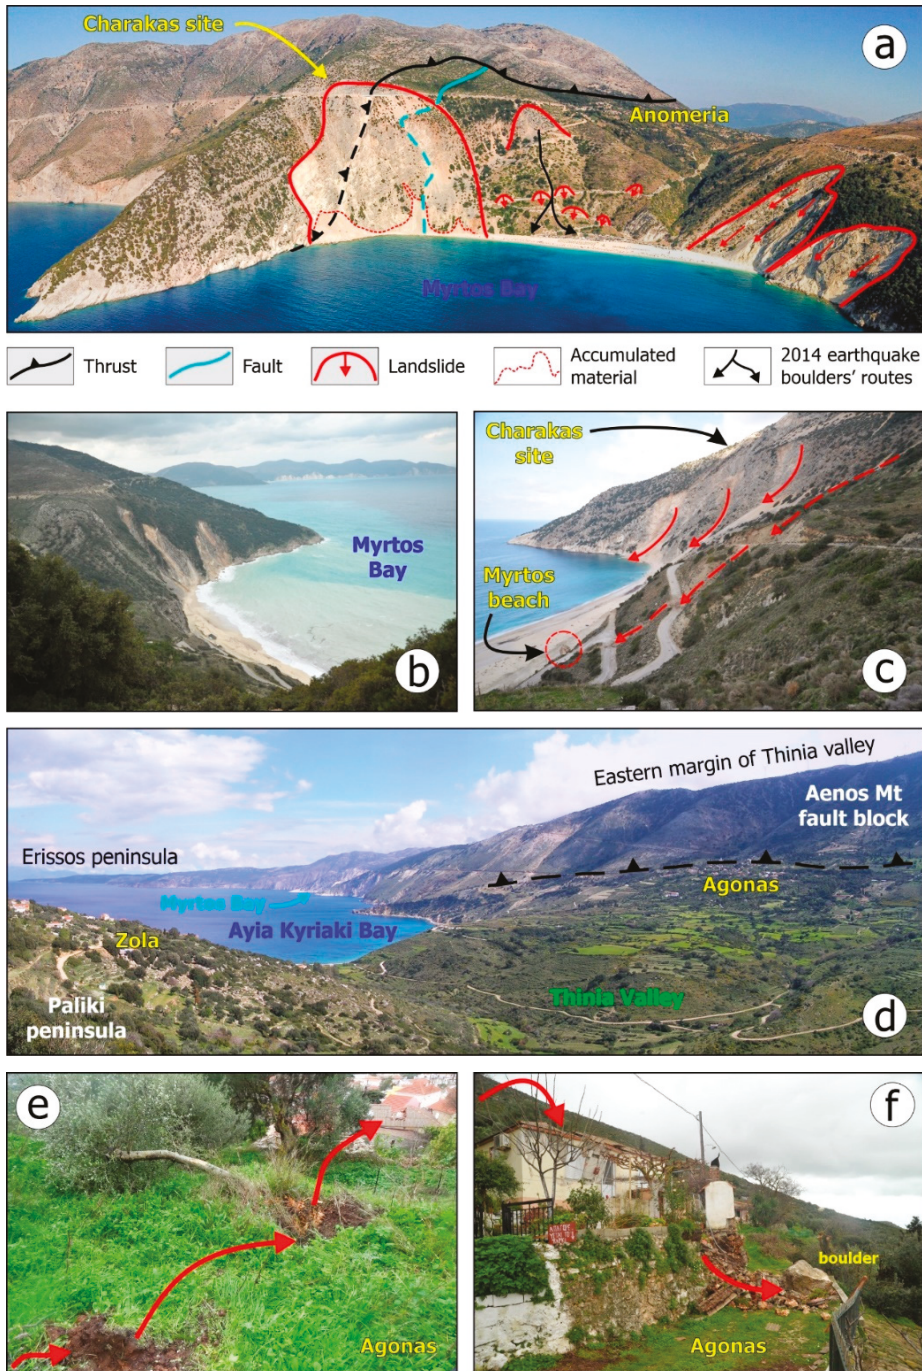 Charakas site
a
Anomeria
Myrtos Bay
Thrust
Fault
Landslide
Accumulated
material
2014 earthquake
boulders' routes
Myrtos
Bay
b
Charakas
site
Myrtos
beach
c
Eastern margin of Thinia valley
Aenos Mt
fault block
Erissos peninsula
Agonas
Myrtos Bay
Ayia Kyriaki Bay
Zola
Thinia Valley
Paliki
peninsula
d
e
Agonas
f
boulder
Agonas